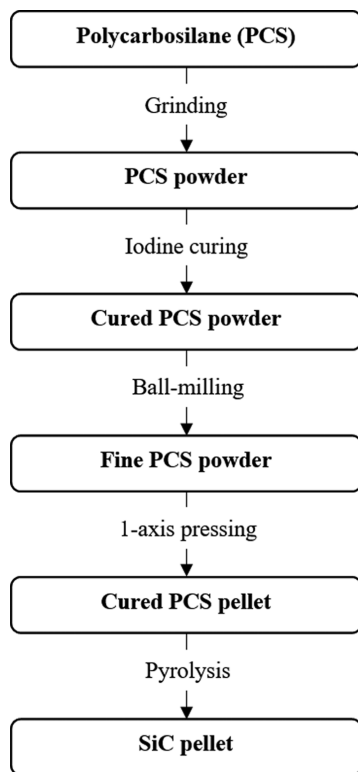 Polycarbosilane (PCS)
Grinding
PCS powder
Iodine curing
Cured PCS powder
Ball-milling
Fine PCS powder
1-axis pressing
Cured PCS pellet
Pyrolysis
SiC pellet